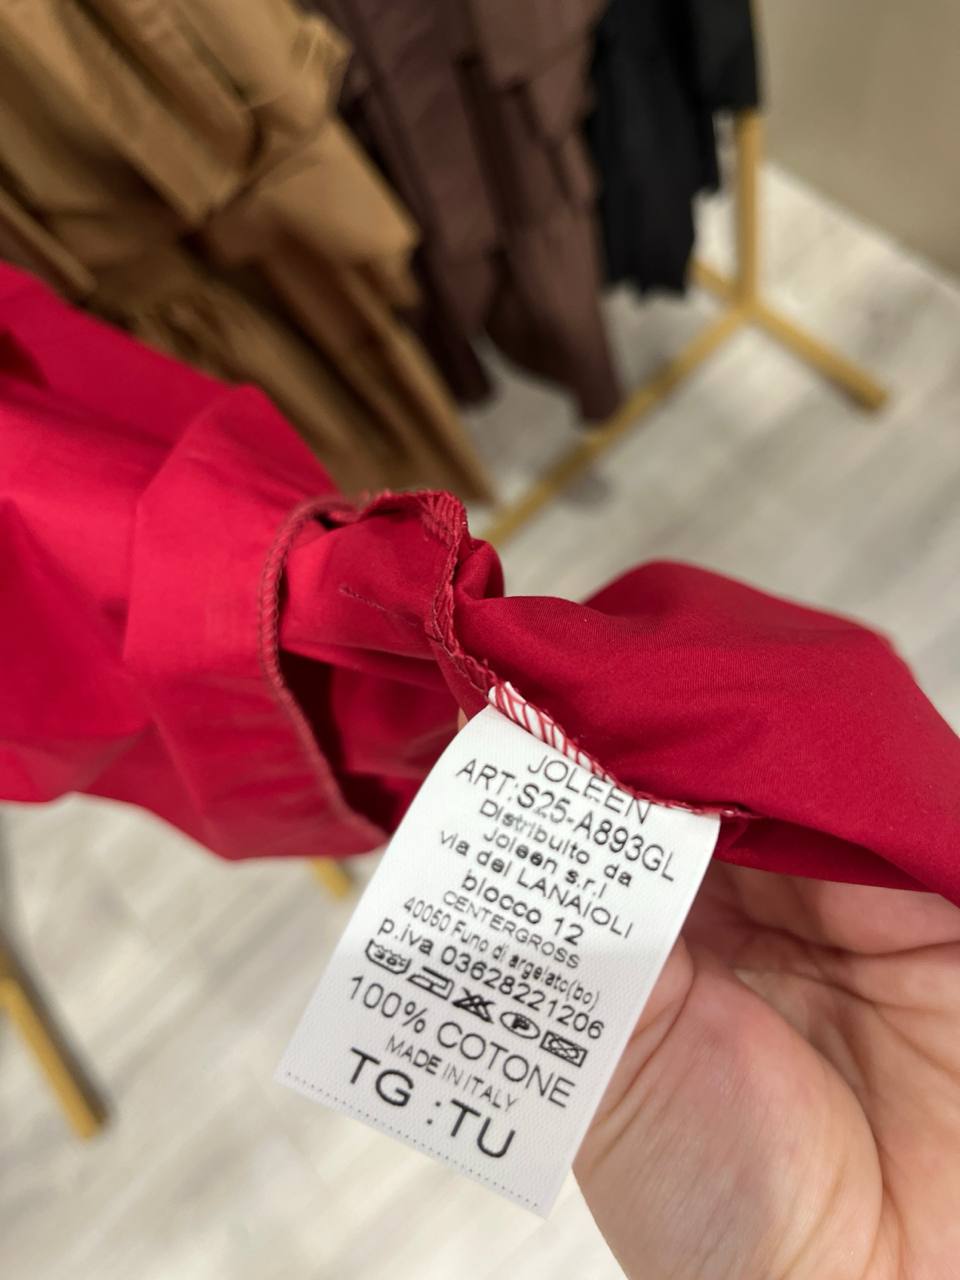 JOLEEN
ART:S25-A893GL
Distribuito da
Joleen s.r.l
via dei LANAIOLI
blocco 12
CENTERGROSS
40050 Funo di argelato(bo)
p.iva 03628221206
100% COTONE
MADE IN ITALY
TG :TU